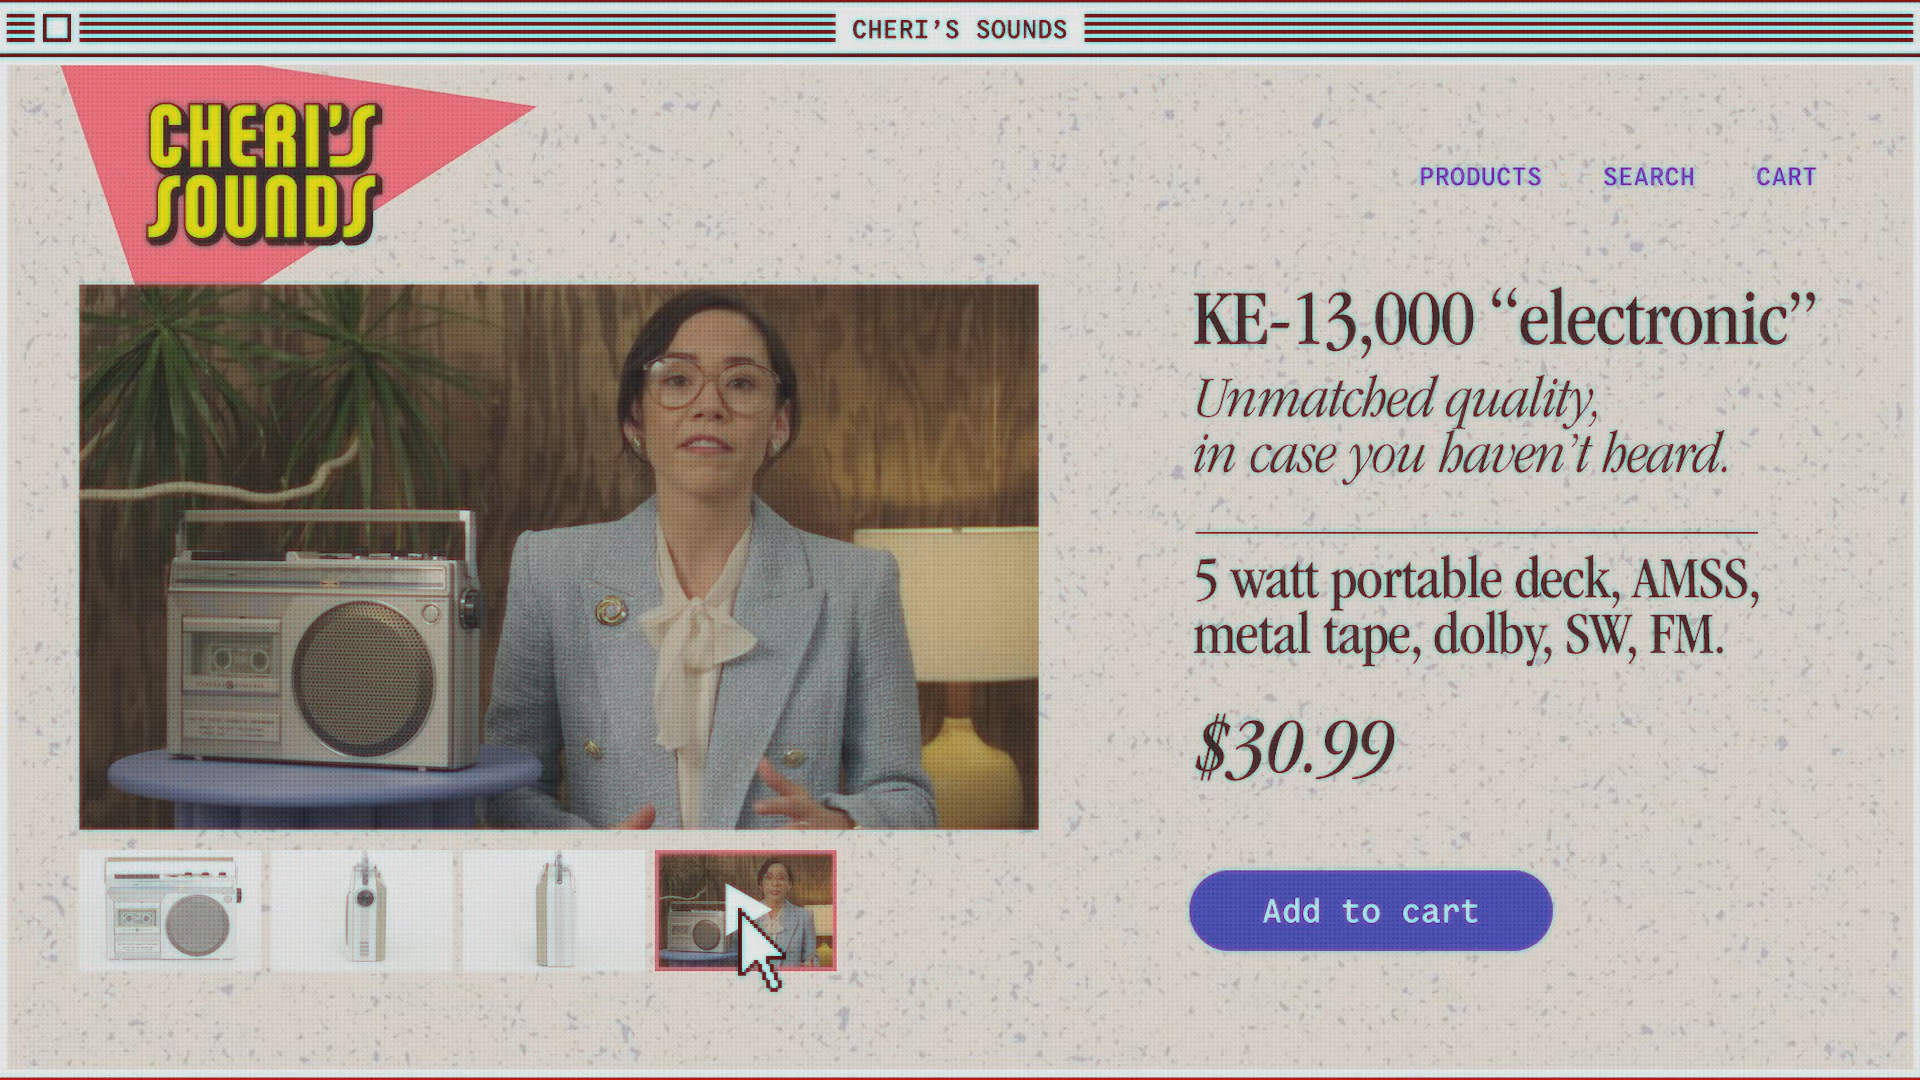 CHERI’S SOUNDS
CHERI’S
SOUNDS
PRODUCTS SEARCH CART
KE-13,000 “electronic”
Unmatched quality,
in case you haven’t heard.
5 watt portable deck, AMSS,
metal tape, dolby, SW, FM.
$30.99
Add to cart